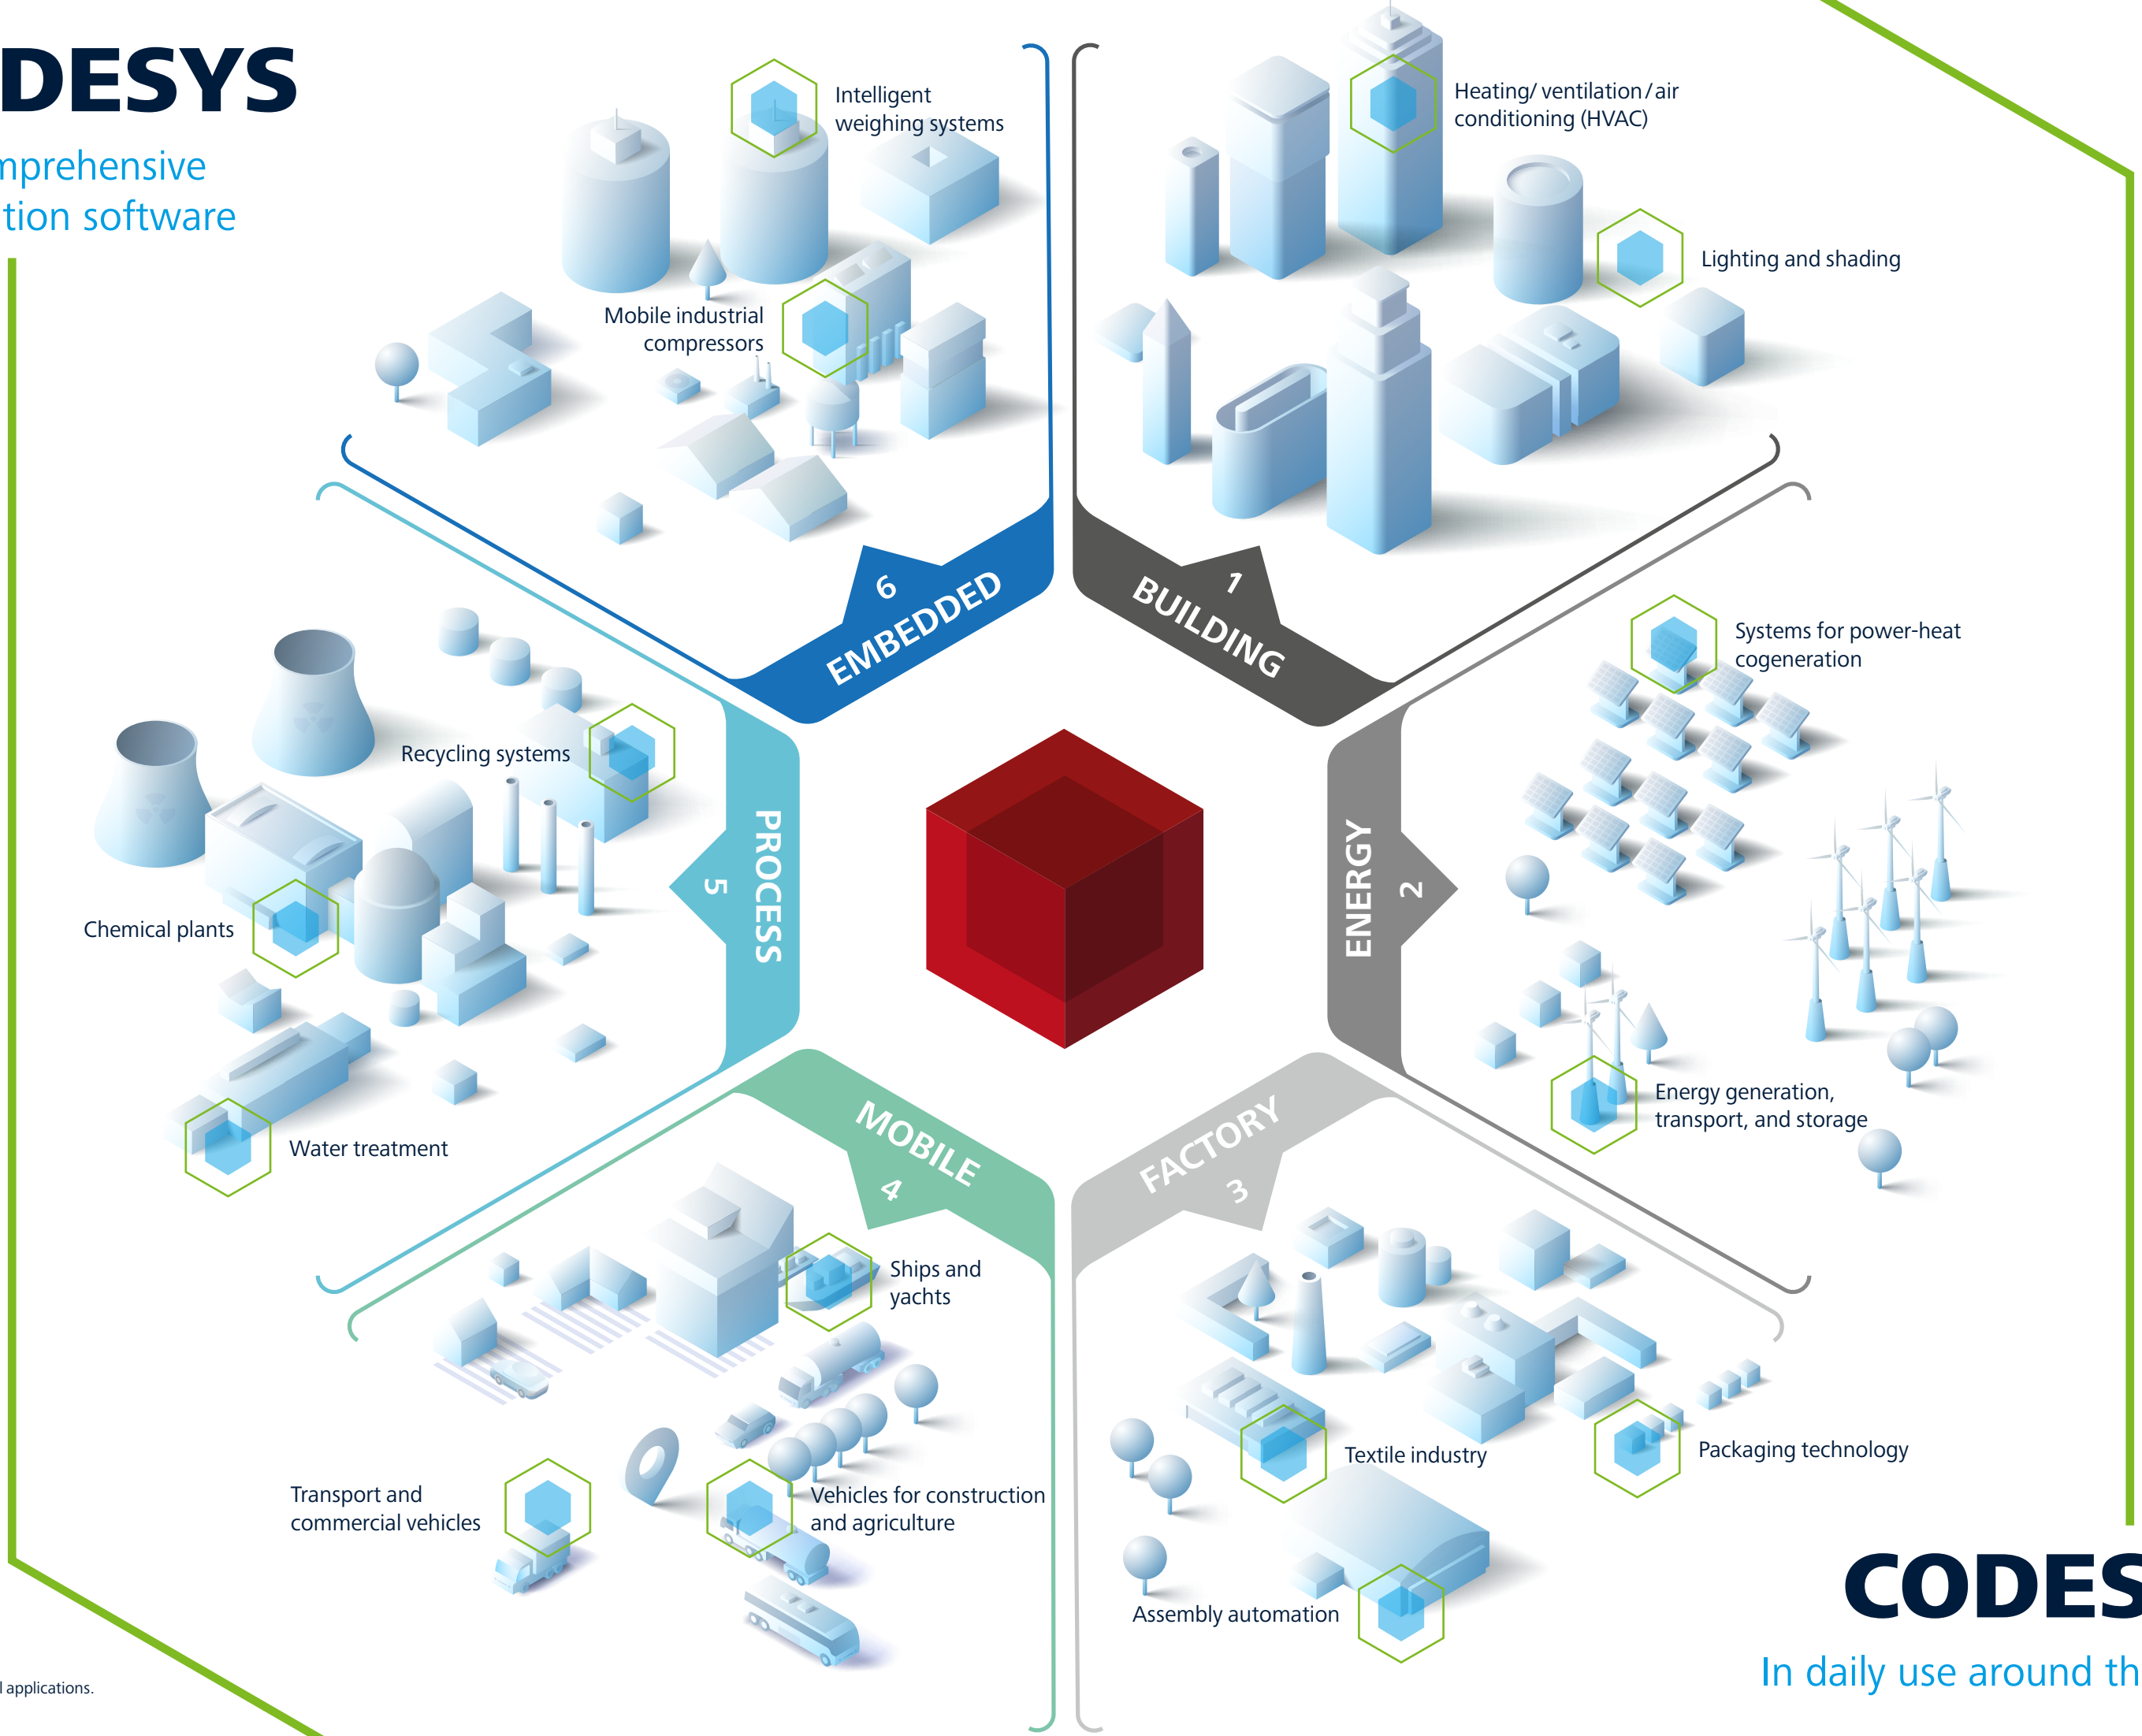 DESYS
mprehensive
tion software
Intelligent
weighing systems
Mobile industrial
compressors
6
EMBEDDED
Heating/ ventilation/air
conditioning (HVAC)
Lighting and shading
1
BUILDING
Systems for power-heat
cogeneration
ENERGY
2
Energy generation,
transport, and storage
Recycling systems
PROCESS
5
Chemical plants
Water treatment
MOBILE
4
Ships and
yachts
Transport and
commercial vehicles
Vehicles for construction
and agriculture
FACTORY
3
Textile industry
Packaging technology
Assembly automation
CODES
In daily use around th
l applications.